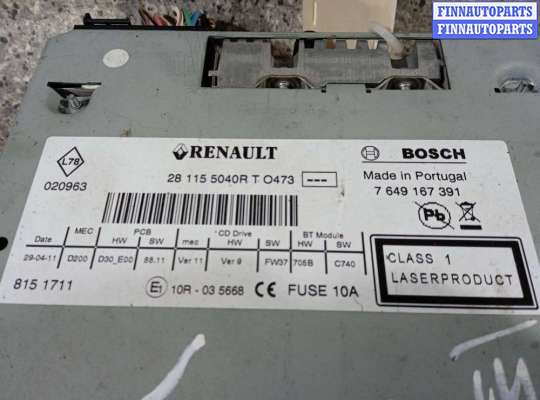 FINNAUTOPARTS
FINNAUTOPARTS
L78
020963
RENAULT
28 115 5040R T O473 ---
BOSCH
Made in Portugal
7 649 167 391
Pb
MEC PCB CD Drive BT Module
Date HW SW mec HW SW HW SW
29-04-11 D200 D30_E00 88.11 Ver 11 Ver 9 FW37 705B C740
815 1711
E1 10R - 03 5668 CE FUSE 10A
CLASS 1
LASERPRODUCT